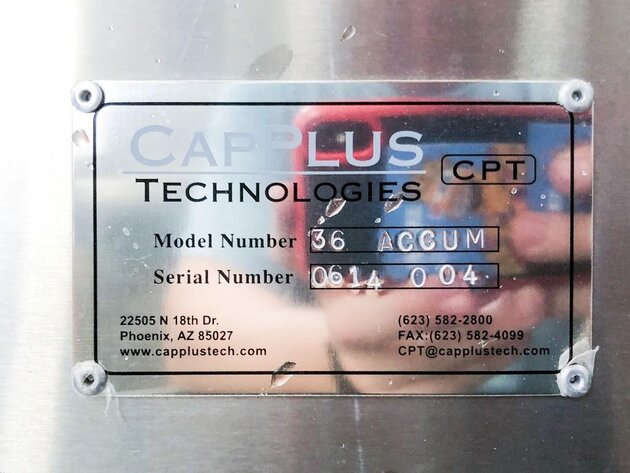 CAPPLUS
TECHNOLOGIES
CPT
Model Number 36 ACCUM
Serial Number 0614 004
22505 N 18th Dr.
Phoenix, AZ 85027
www.capplustech.com
(623) 582-2800
FAX:(623) 582-4099
CPT@capplustech.com